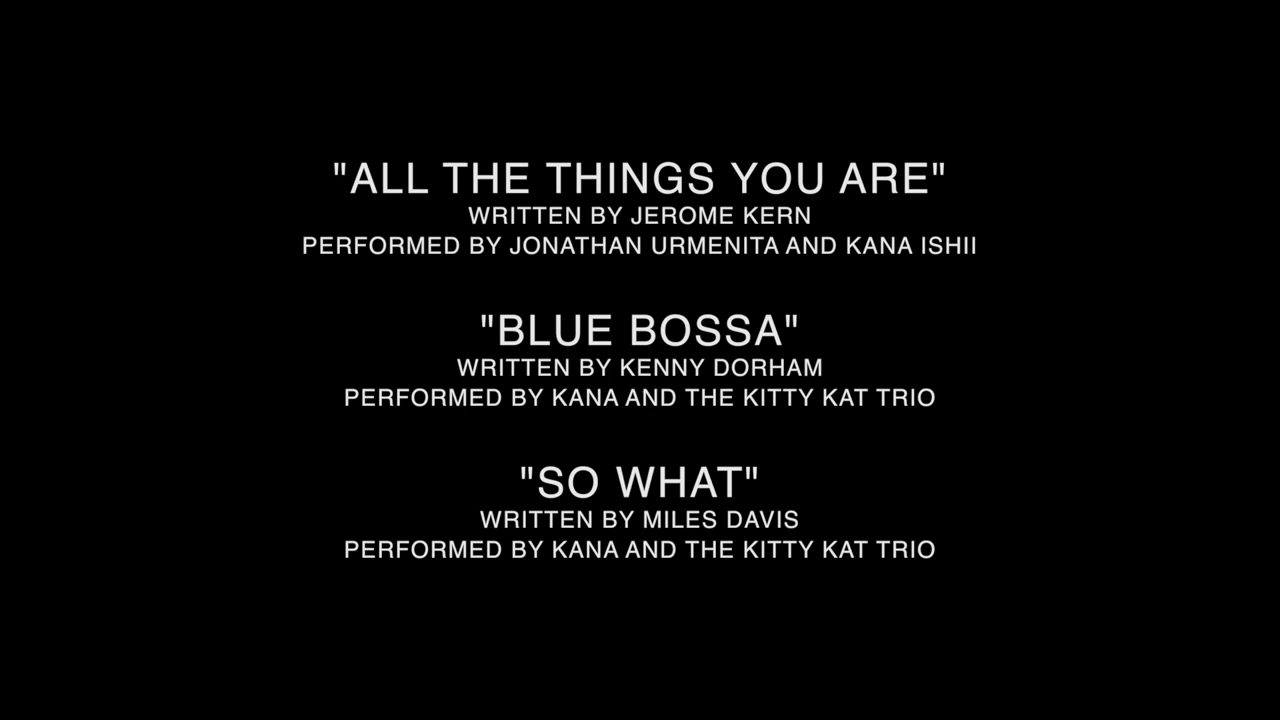 "ALL THE THINGS YOU ARE"
WRITTEN BY JEROME KERN
PERFORMED BY JONATHAN URMENITA AND KANA ISHII
"BLUE BOSSA"
WRITTEN BY KENNY DORHAM
PERFORMED BY KANA AND THE KITTY KAT TRIO
"SO WHAT"
WRITTEN BY MILES DAVIS
PERFORMED BY KANA AND THE KITTY KAT TRIO